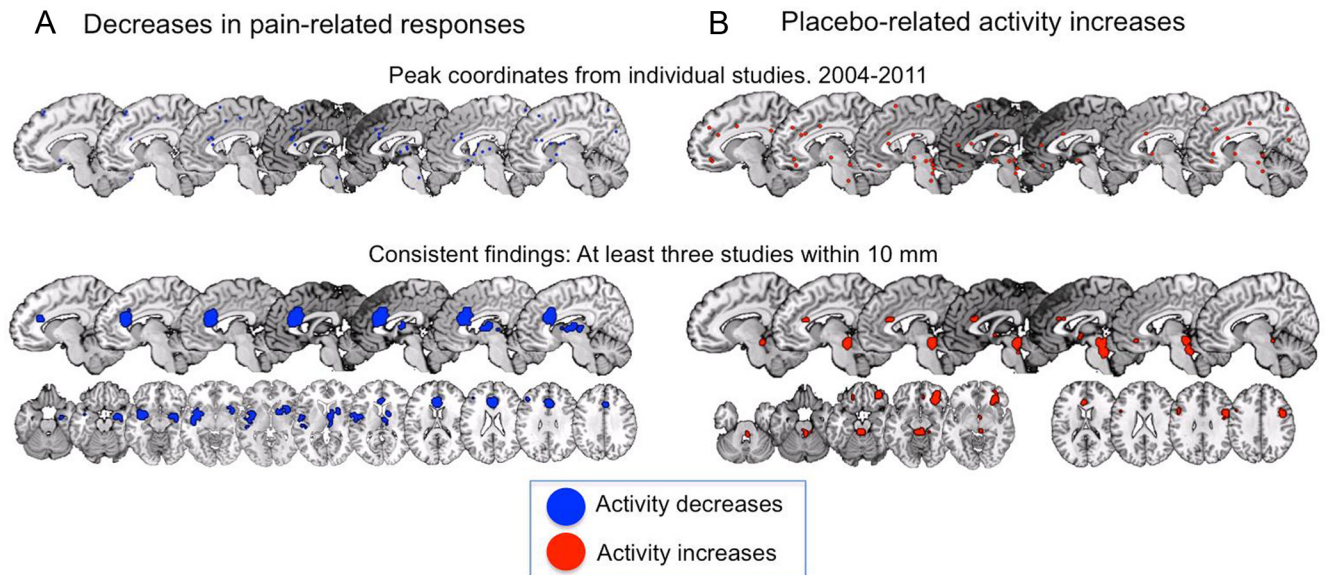 A Decreases in pain-related responses
B Placebo-related activity increases
Peak coordinates from individual studies. 2004-2011
Consistent findings: At least three studies within 10 mm
Activity decreases
Activity increases